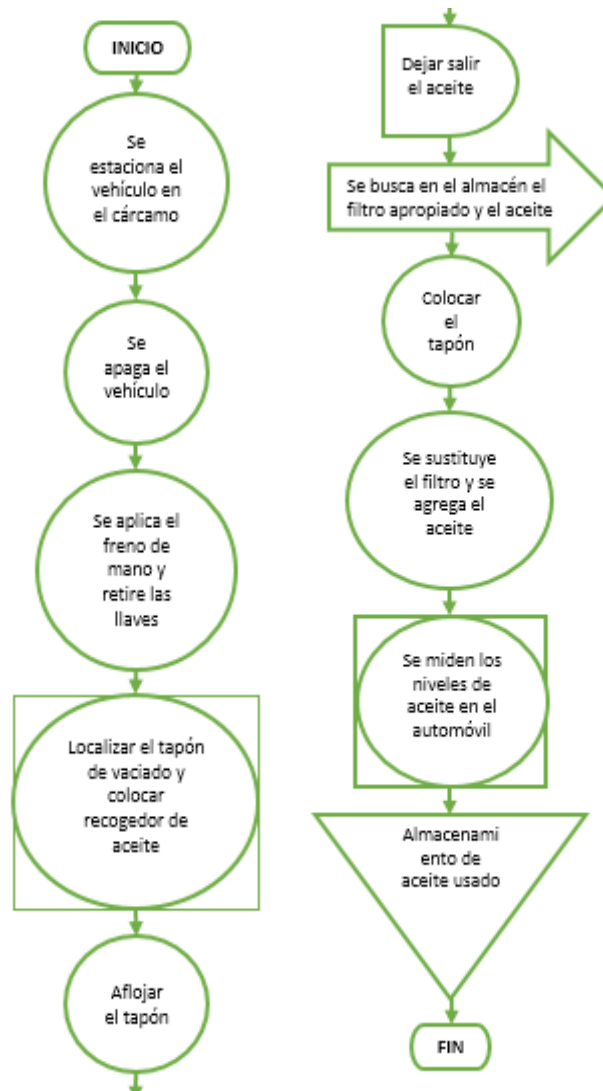 INICIO
Se
estaciona el
vehículo en
el cárcamo
Se
apaga el
vehículo
Se aplica el
freno de
mano y
retire las
llaves
Localizar el tapón
de vaciado y
colocar
recogedor de
aceite
Aflojar
el tapón
Dejar salir
el aceite
Se busca en el almacén el
filtro apropiado y el aceite
Colocar
el
tapón
Se sustituye
el filtro y se
agrega el
aceite
Se miden los
niveles de
aceite en el
automóvil
Almacenami
ento de
aceite usado
FIN